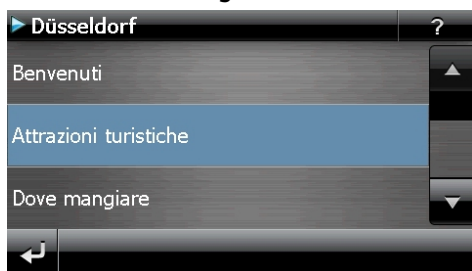 Düsseldorf ?
Benvenuti
Attrazioni turistiche
Dove mangiare